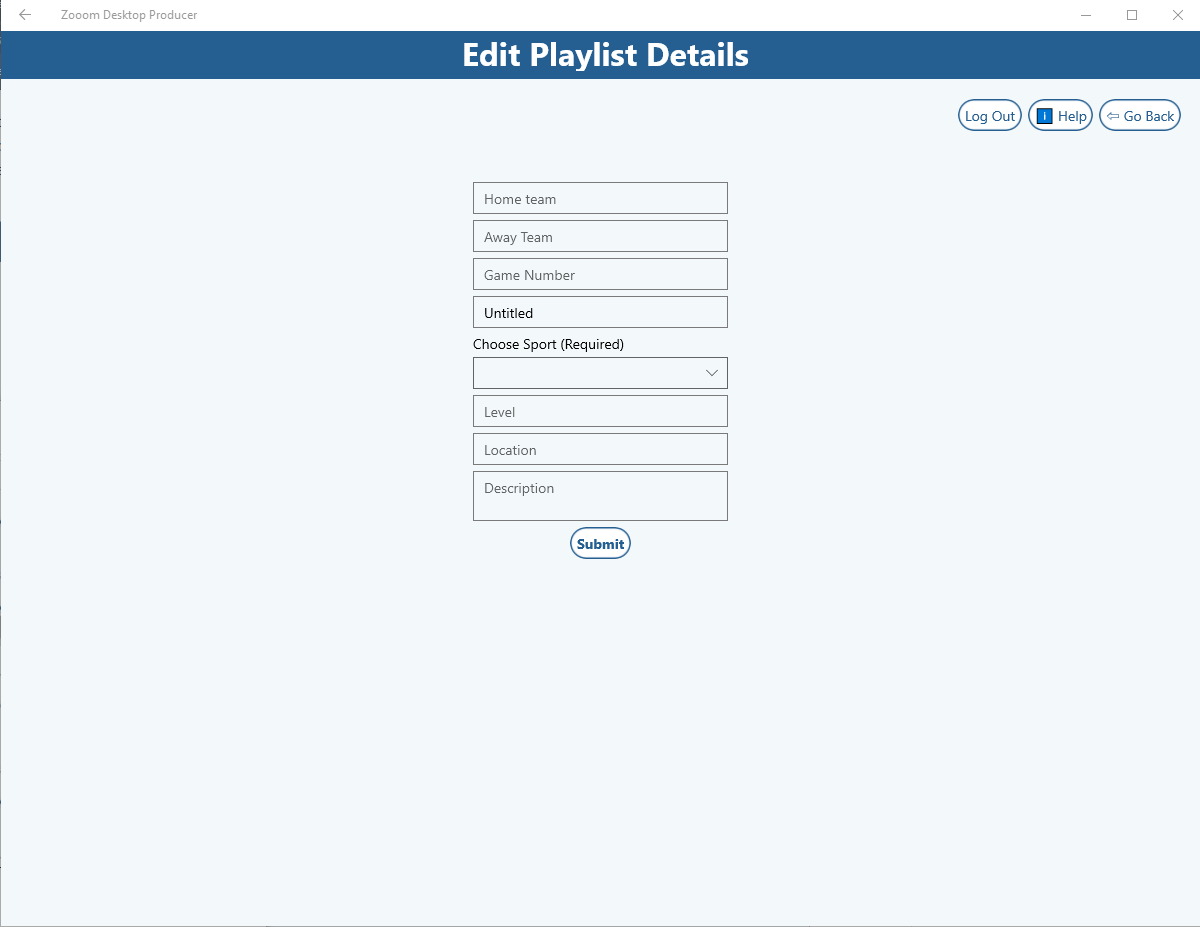 Zooom Desktop Producer
Edit Playlist Details
Log Out
i Help
⇦ Go Back
Home team
Away Team
Game Number
Untitled
Choose Sport (Required)
Level
Location
Description
Submit